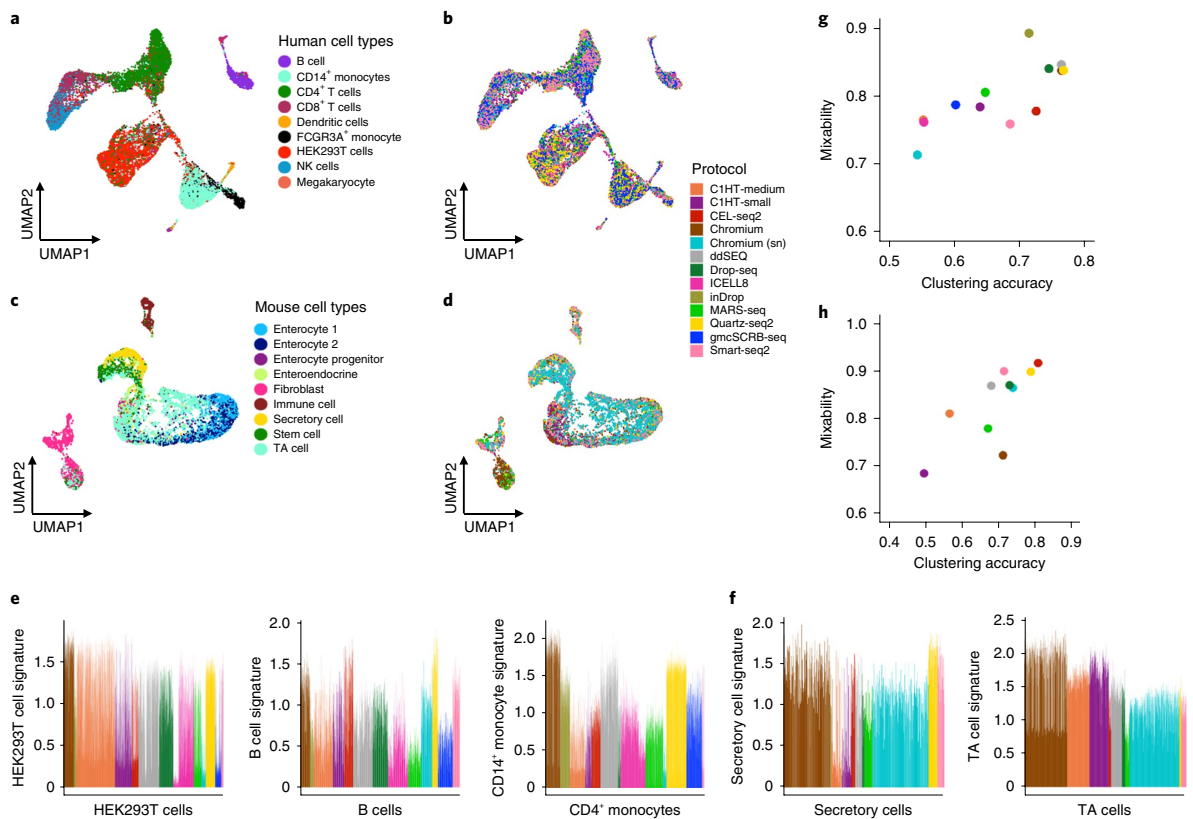 a
Human cell types
B cell
CD14⁺ monocytes
CD4⁺ T cells
CD8⁺ T cells
Dendritic cells
FCGR3A⁺ monocyte
HEK293T cells
NK cells
Megakaryocyte
UMAP2
UMAP1
b
UMAP2
UMAP1
Protocol
C1HT-medium
C1HT-small
CEL-seq2
Chromium
Chromium (sn)
ddSEQ
Drop-seq
ICELL8
inDrop
MARS-seq
Quartz-seq2
gmcSCRB-seq
Smart-seq2
c
Mouse cell types
Enterocyte 1
Enterocyte 2
Enterocyte progenitor
Enteroendocrine
Fibroblast
Immune cell
Secretory cell
Stem cell
TA cell
UMAP2
UMAP1
d
UMAP2
UMAP1
g
Mixability
0.9
0.8
0.7
0.6
0.5 0.6 0.7 0.8
Clustering accuracy
h
Mixability
1.0
0.9
0.8
0.7
0.6
0.4 0.5 0.6 0.7 0.8 0.9
Clustering accuracy
e
HEK293T cell signature
1.5
1.0
0.5
0
HEK293T cells
B cell signature
2.0
1.5
1.0
0.5
0
B cells
CD14⁺ monocyte signature
2.0
1.5
1.0
0.5
0
CD4⁺ monocytes
f
Secretory cell signature
2.0
1.5
1.0
0.5
0
Secretory cells
TA cell signature
2.5
2.0
1.5
1.0
0.5
0
TA cells